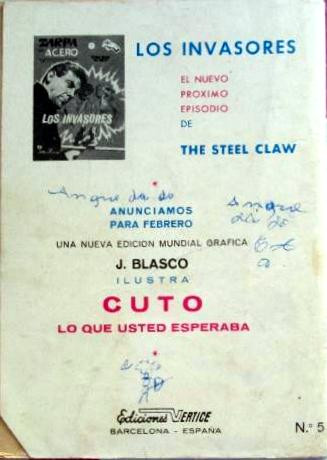 ZARPA
ACERO
LOS INVASORES
LOS INVASORES
EL NUEVO
PROXIMO
EPISODIO
DE
THE STEEL CLAW
ANUNCIAMOS
PARA FEBRERO
UNA NUEVA EDICION MUNDIAL GRAFICA
J. BLASCO
ILUSTRA
CUTO
LO QUE USTED ESPERABA
Ediciones VERTICE
BARCELONA - ESPAÑA
N.º 5